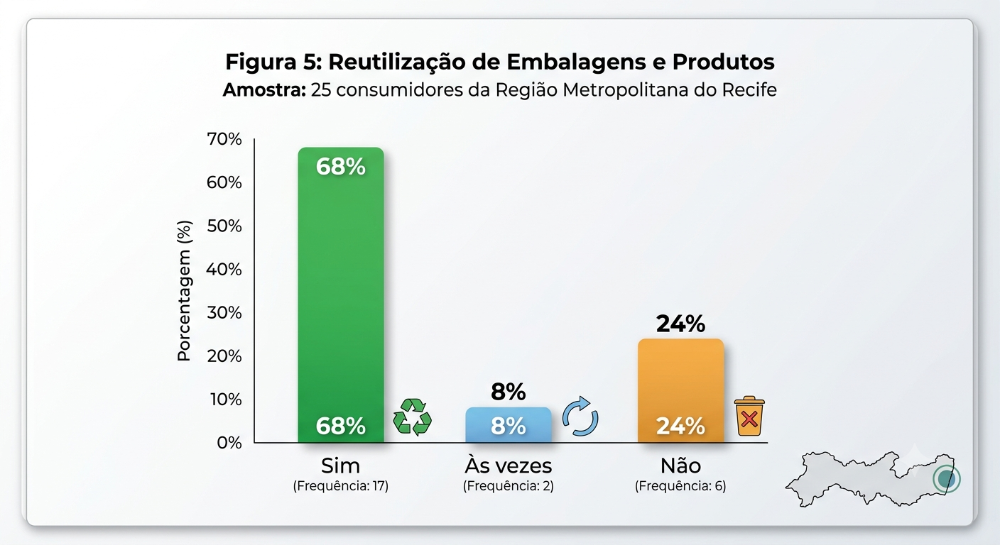 Figura 5: Reutilização de Embalagens e Produtos
Amostra: 25 consumidores da Região Metropolitana do Recife
Porcentagem (%)
70%
60%
50%
40%
30%
20%
10%
0%
68%
68%
8%
8%
24%
24%
Sim
(Frequência: 17)
Às vezes
(Frequência: 2)
Não
(Frequência: 6)